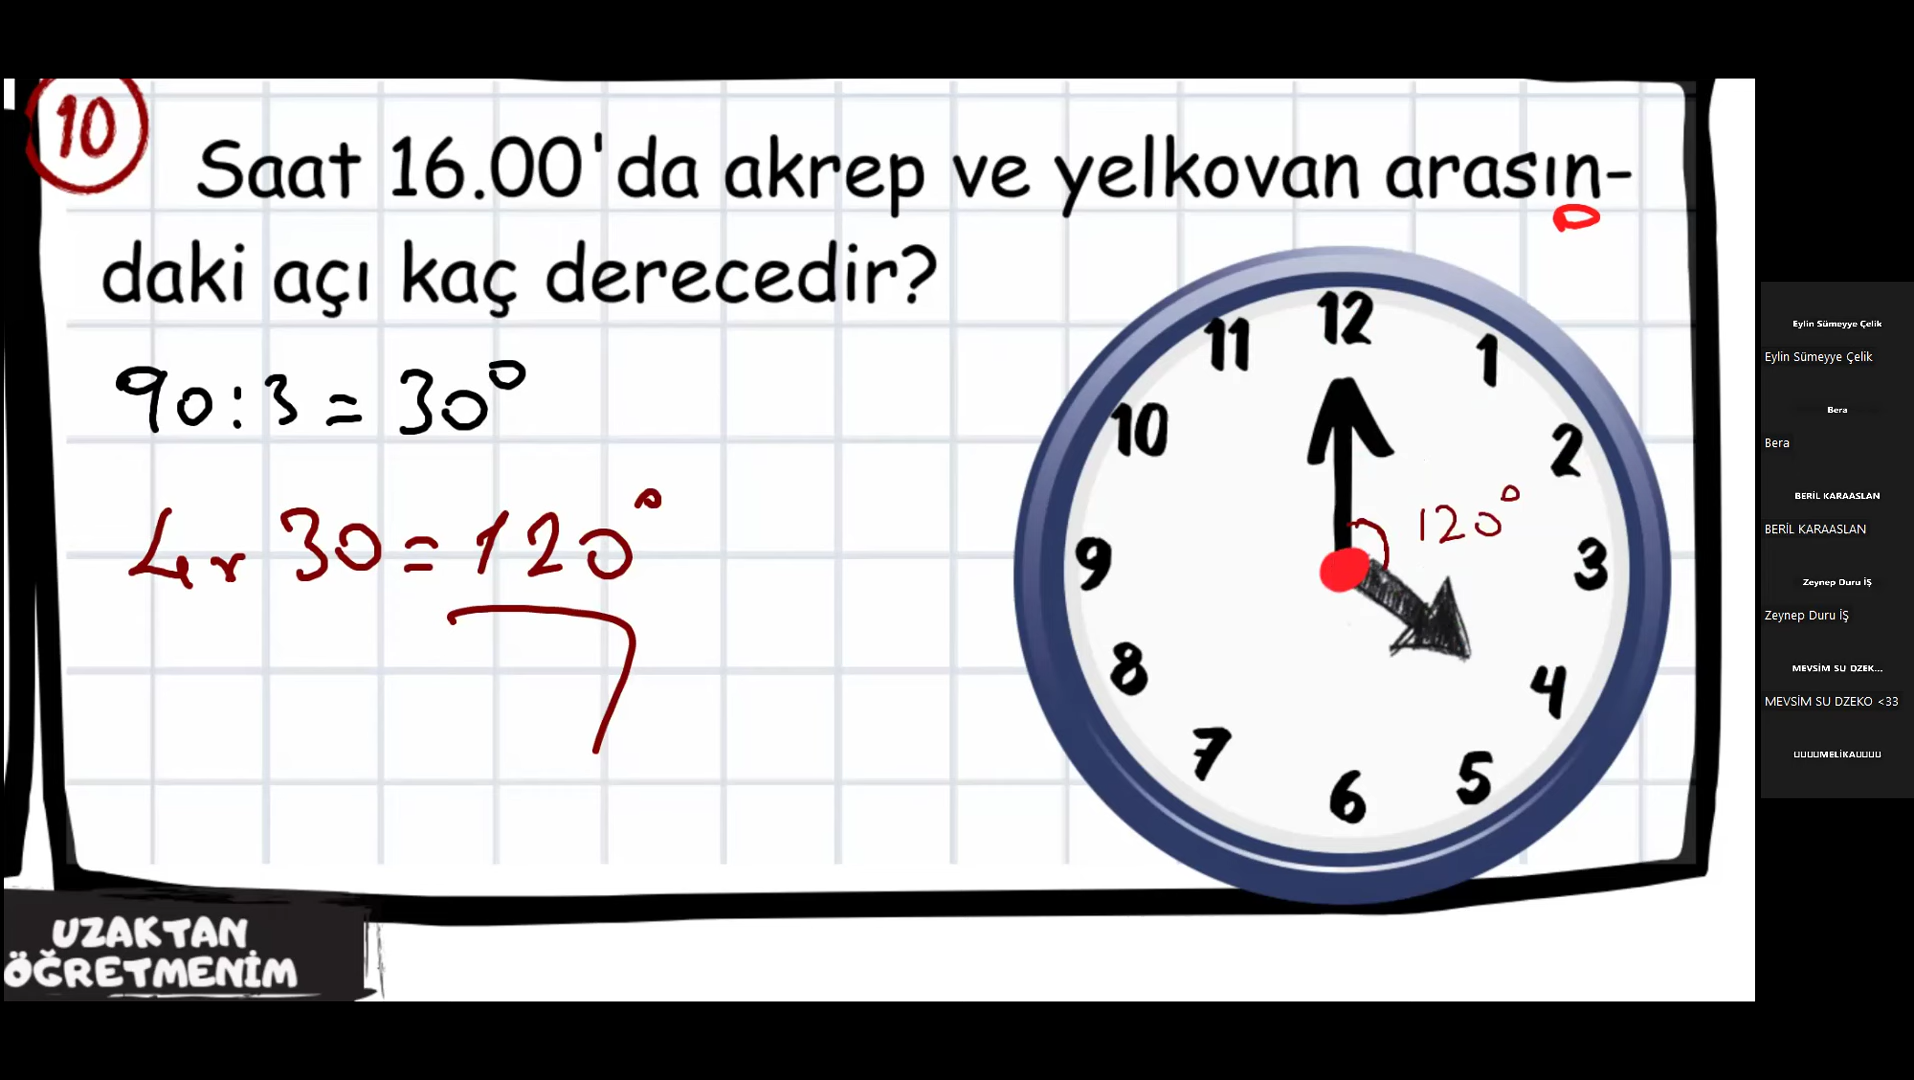 10
Saat 16.00'da akrep ve yelkovan arasın-
daki açı kaç derecedir?
90:3=30°
4x30=120°
12
11
1
10
2
120°
9
3
8
4
7
5
6
UZAKTAN
ÖĞRETMENİM
Eylin Sümeyye Çelik
Eylin Sümeyye Çelik
Bera
Bera
BERİL KARAASLAN
BERİL KARAASLAN
Zeynep Duru İŞ
Zeynep Duru İŞ
MEVSİM SU DZEK...
MEVSİM SU DZEKO <33
MELİKA